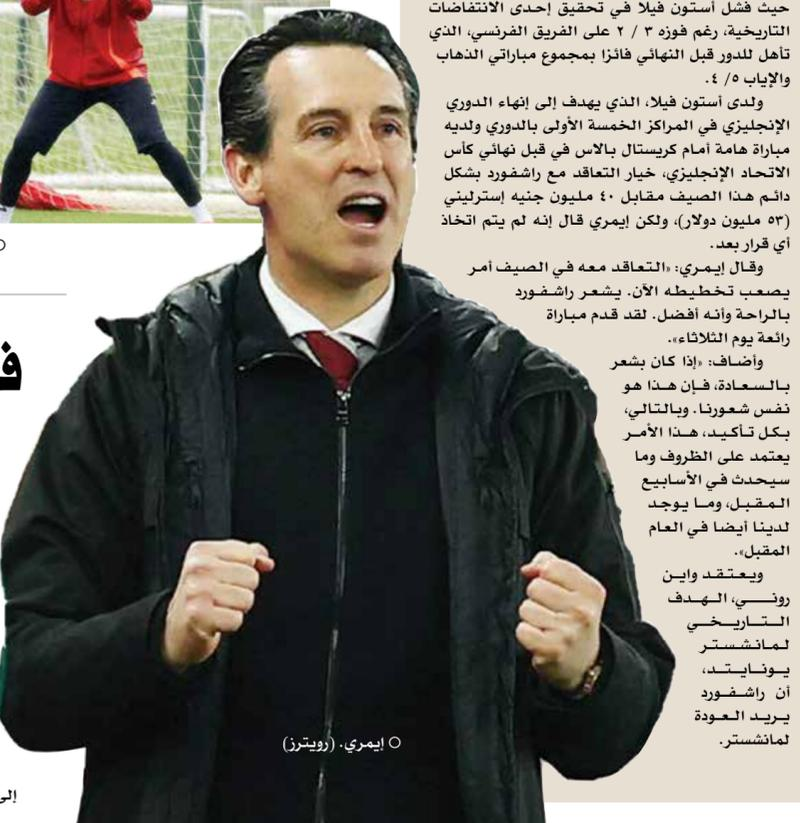 حيث فشل أستون فيلا في تحقيق إحدى الانتفاضات
التاريخية، رغم فوزه ٣ / ٢ على الفريق الفرنسي، الذي
تأهل للدور قبل النهائي فائزا بمجموع مباراتي الذهاب
والإياب ٥/ ٤.
ولدى أستون فيلا، الذي يهدف إلى إنهاء الدوري
الإنجليزي في المراكز الخمسة الأولى بالدوري ولديه
مباراة هامة أمام كريستال بالاس في قبل نهائي كأس
الاتحاد الإنجليزي، خيار التعاقد مع راشفورد بشكل
دائم هذا الصيف مقابل ٤٠ مليون جنيه إسترليني
(٥٣ مليون دولار)، ولكن إيمري قال إنه لم يتم اتخاذ
أي قرار بعد.
وقال إيمري: «التعاقد معه في الصيف أمر
يصعب تخطيطه الآن. يشعر راشفورد
بالراحة وأنه أفضل. لقد قدم مباراة
رائعة يوم الثلاثاء».
وأضاف: «إذا كان بشعر
بالسعادة، فإن هذا هو
نفس شعورنا. وبالتالي،
بكل تأكيد، هذا الأمر
يعتمد على الظروف وما
سيحدث في الأسابيع
المقبل، وما يوجد
لدينا أيضا في العام
المقبل».
ويعتقد واين
روني، الهدف
التاريخي
لمانشستر
يونايتد،
أن راشفورد
يريد العودة
لمانشستر.
إيمري. (رويترز)
إلى